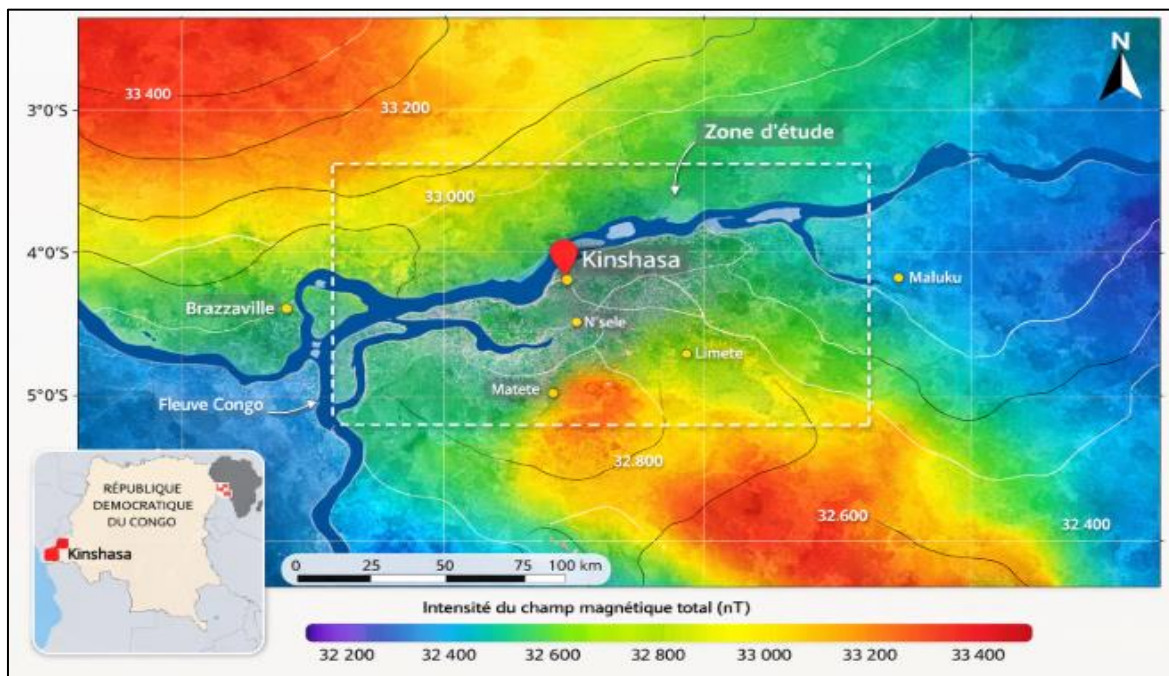 33 400
N
3°0'S
33 200
Zone d'étude
33 000
4°0'S
Kinshasa
Maluku
Brazzaville
N'sele
Limete
Matete
5°0'S
Fleuve Congo
32.800
32.600
32 400
RÉPUBLIQUE
DEMOCRATIQUE
DU CONGO
Kinshasa
0 25 50 75 100 km
Intensité du champ magnétique total (nT)
32 200 32 400 32 600 32 800 33 000 33 200 33 400